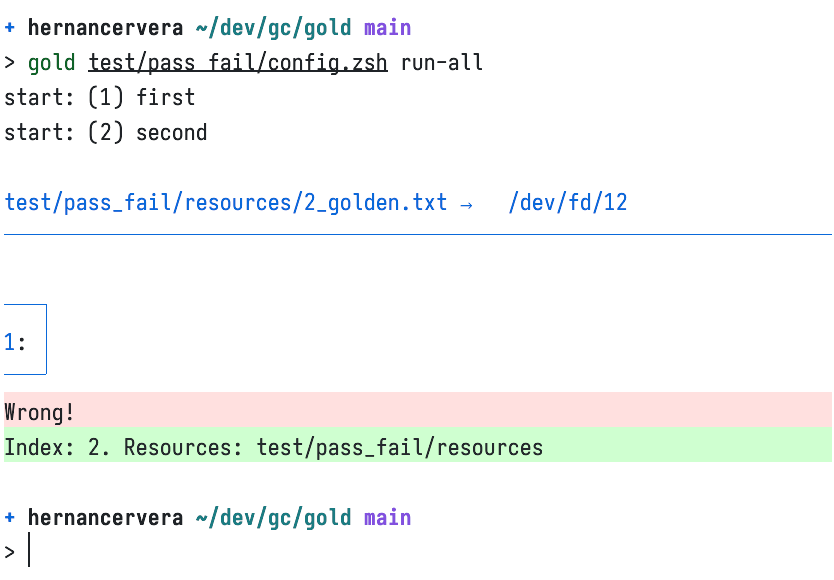 + hernancervera ~/dev/gc/gold main
> gold test/pass_fail/config.zsh run-all
start: (1) first
start: (2) second
test/pass_fail/resources/2_golden.txt → /dev/fd/12
1:
Wrong!
Index: 2. Resources: test/pass_fail/resources
+ hernancervera ~/dev/gc/gold main
>